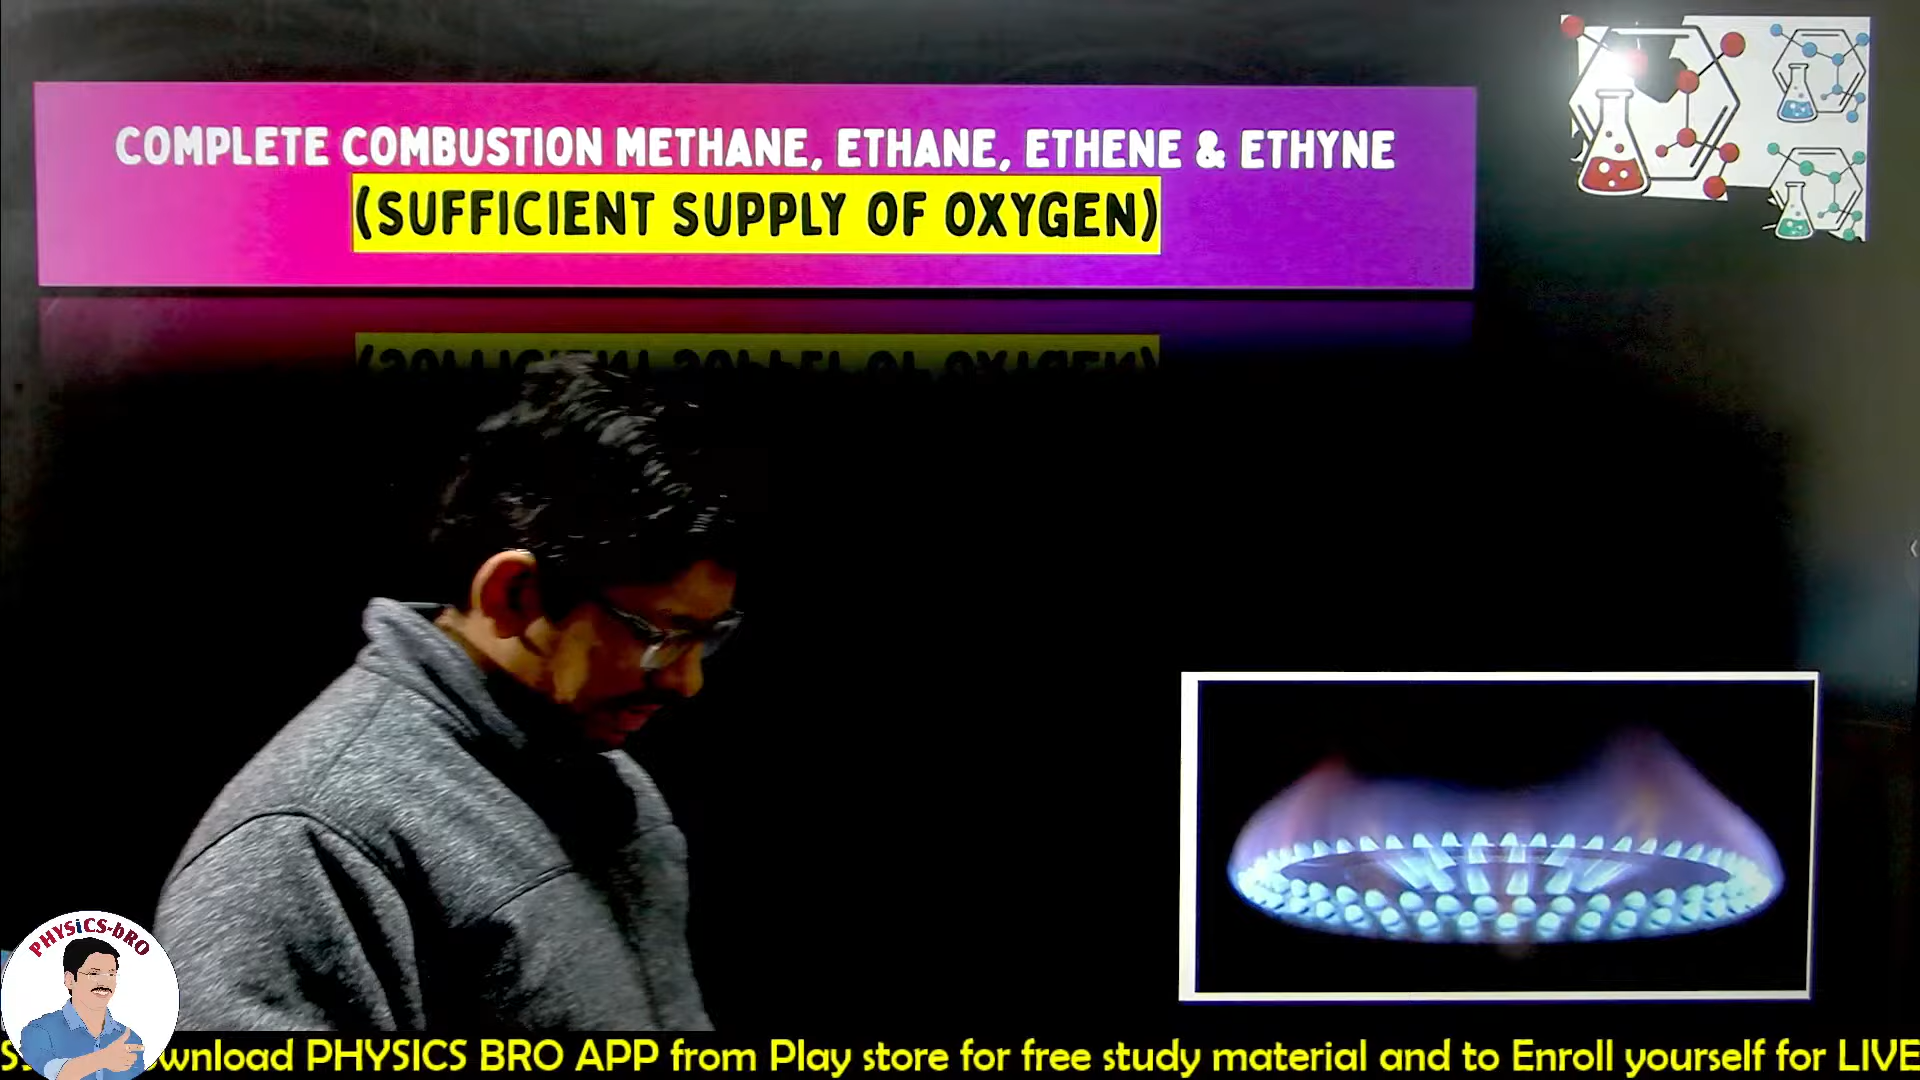 COMPLETE COMBUSTION METHANE, ETHANE, ETHENE & ETHYNE
(SUFFICIENT SUPPLY OF OXYGEN)
PHYSiCS-bRO
wnload PHYSICS BRO APP from Play store for free study material and to Enroll yourself for LIVE